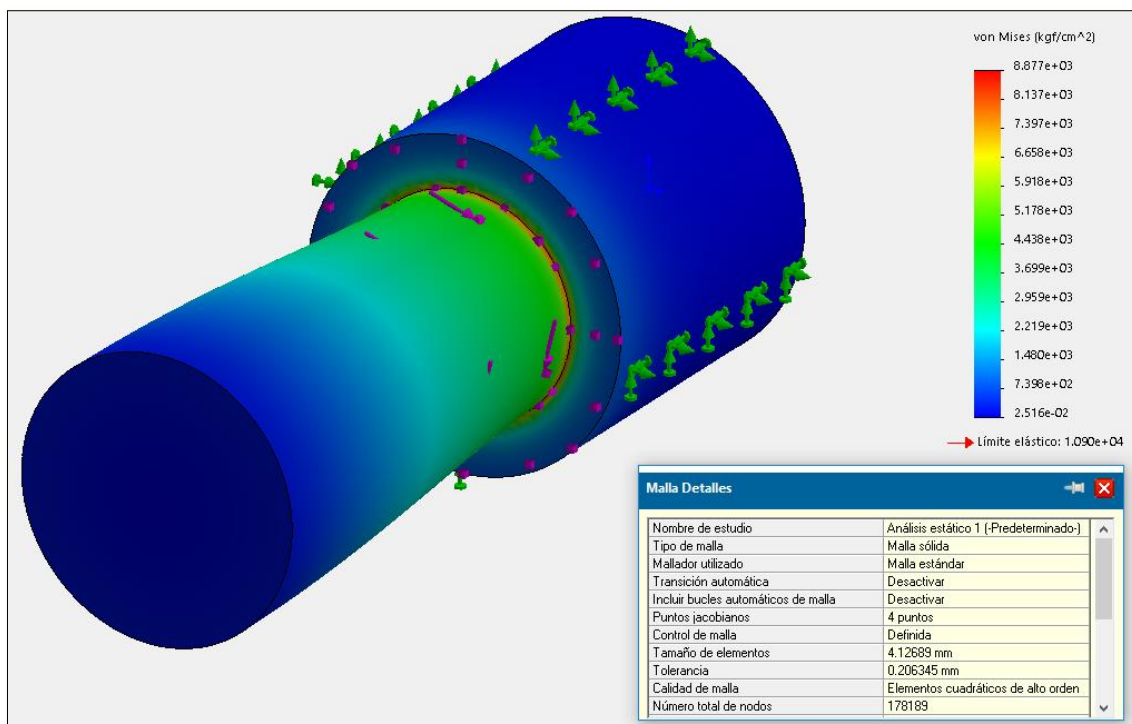 von Mises (kgf/cm^2)
8.877e+03
8.137e+03
7.397e+03
6.658e+03
5.918e+03
5.178e+03
4.438e+03
3.699e+03
2.959e+03
2.219e+03
1.480e+03
7.398e+02
2.516e-02
Límite elástico: 1.090e+04
Malla Detalles
Nombre de estudio Análisis estático 1 (-Predeterminado-)
Tipo de malla Malla sólida
Mallador utilizado Malla estándar
Transición automática Desactivar
Incluir bucles automáticos de malla Desactivar
Puntos jacobianos 4 puntos
Control de malla Definida
Tamaño de elementos 4.12689 mm
Tolerancia 0.206345 mm
Calidad de malla Elementos cuadráticos de alto orden
Número total de nodos 178189